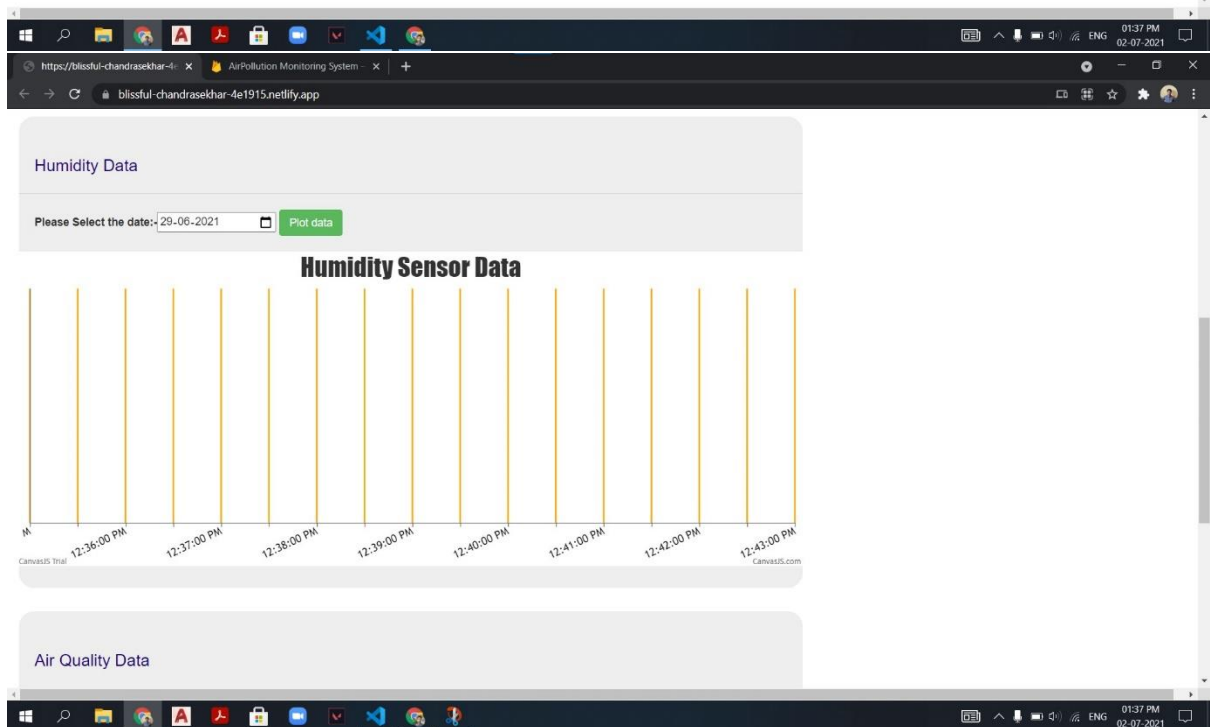 ENG 01:37 PM
02-07-2021
https://blissful-chandrasekhar-4e
AirPollution Monitoring System -
blissful-chandrasekhar-4e1915.netlify.app
Humidity Data
Please Select the date:- 29-06-2021 Plot data
Humidity Sensor Data
M 12:36:00 PM 12:37:00 PM 12:38:00 PM 12:39:00 PM 12:40:00 PM 12:41:00 PM 12:42:00 PM 12:43:00 PM
CanvasJS Trial CanvasJS.com
Air Quality Data
ENG 01:37 PM
02-07-2021